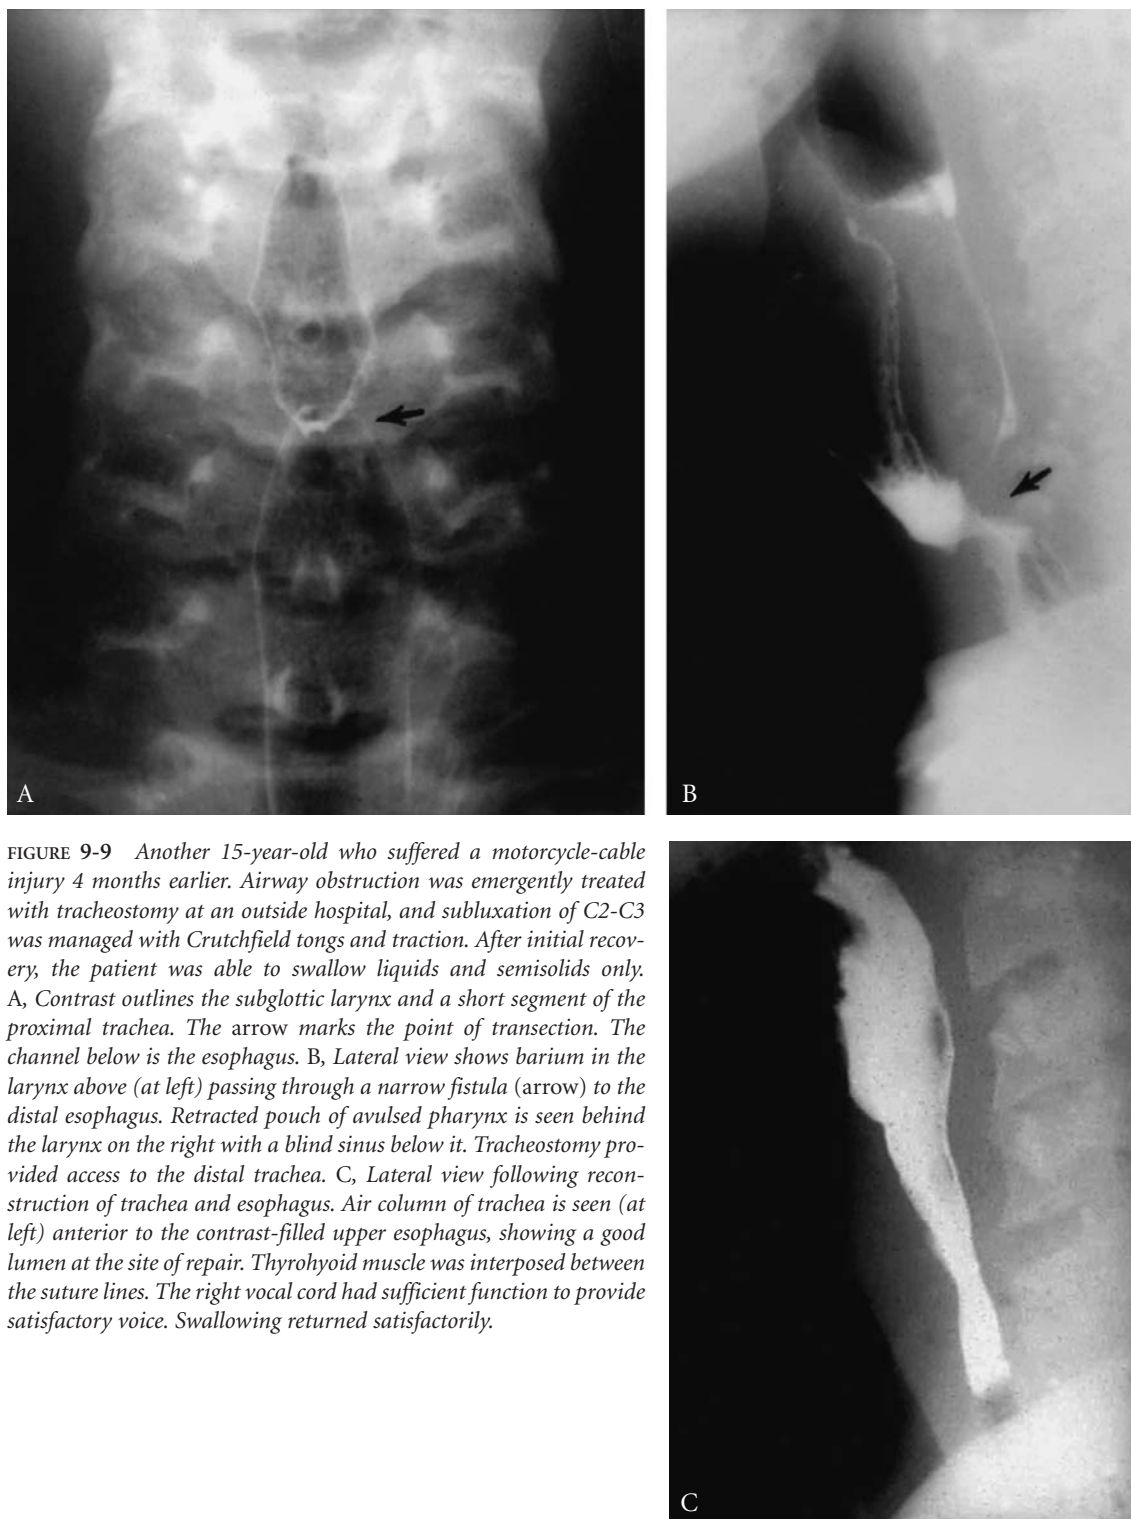 A
B
FIGURE 9-9 Another 15-year-old who suffered a motorcycle-cable
injury 4 months earlier. Airway obstruction was emergently treated
with tracheostomy at an outside hospital, and subluxation of C2-C3
was managed with Crutchfield tongs and traction. After initial recov-
ery, the patient was able to swallow liquids and semisolids only.
A, Contrast outlines the subglottic larynx and a short segment of the
proximal trachea. The arrow marks the point of transection. The
channel below is the esophagus. B, Lateral view shows barium in the
larynx above (at left) passing through a narrow fistula (arrow) to the
distal esophagus. Retracted pouch of avulsed pharynx is seen behind
the larynx on the right with a blind sinus below it. Tracheostomy pro-
vided access to the distal trachea. C, Lateral view following recon-
struction of trachea and esophagus. Air column of trachea is seen (at
left) anterior to the contrast-filled upper esophagus, showing a good
lumen at the site of repair. Thyrohyoid muscle was interposed between
the suture lines. The right vocal cord had sufficient function to provide
satisfactory voice. Swallowing returned satisfactorily.
C